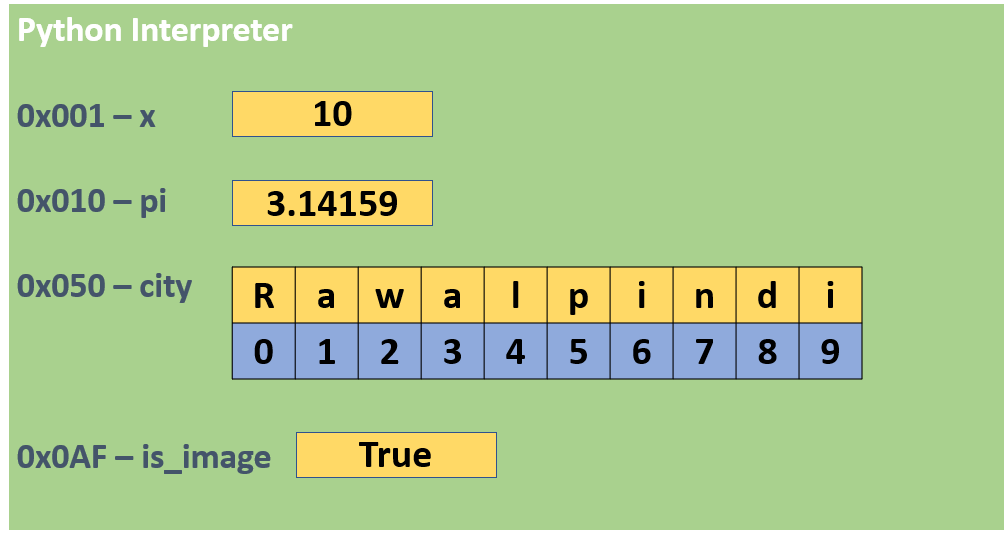 Python Interpreter
0x001 – x 10
0x010 – pi 3.14159
0x050 – city R a w a l p i n d i
0 1 2 3 4 5 6 7 8 9
0x0AF – is_image True